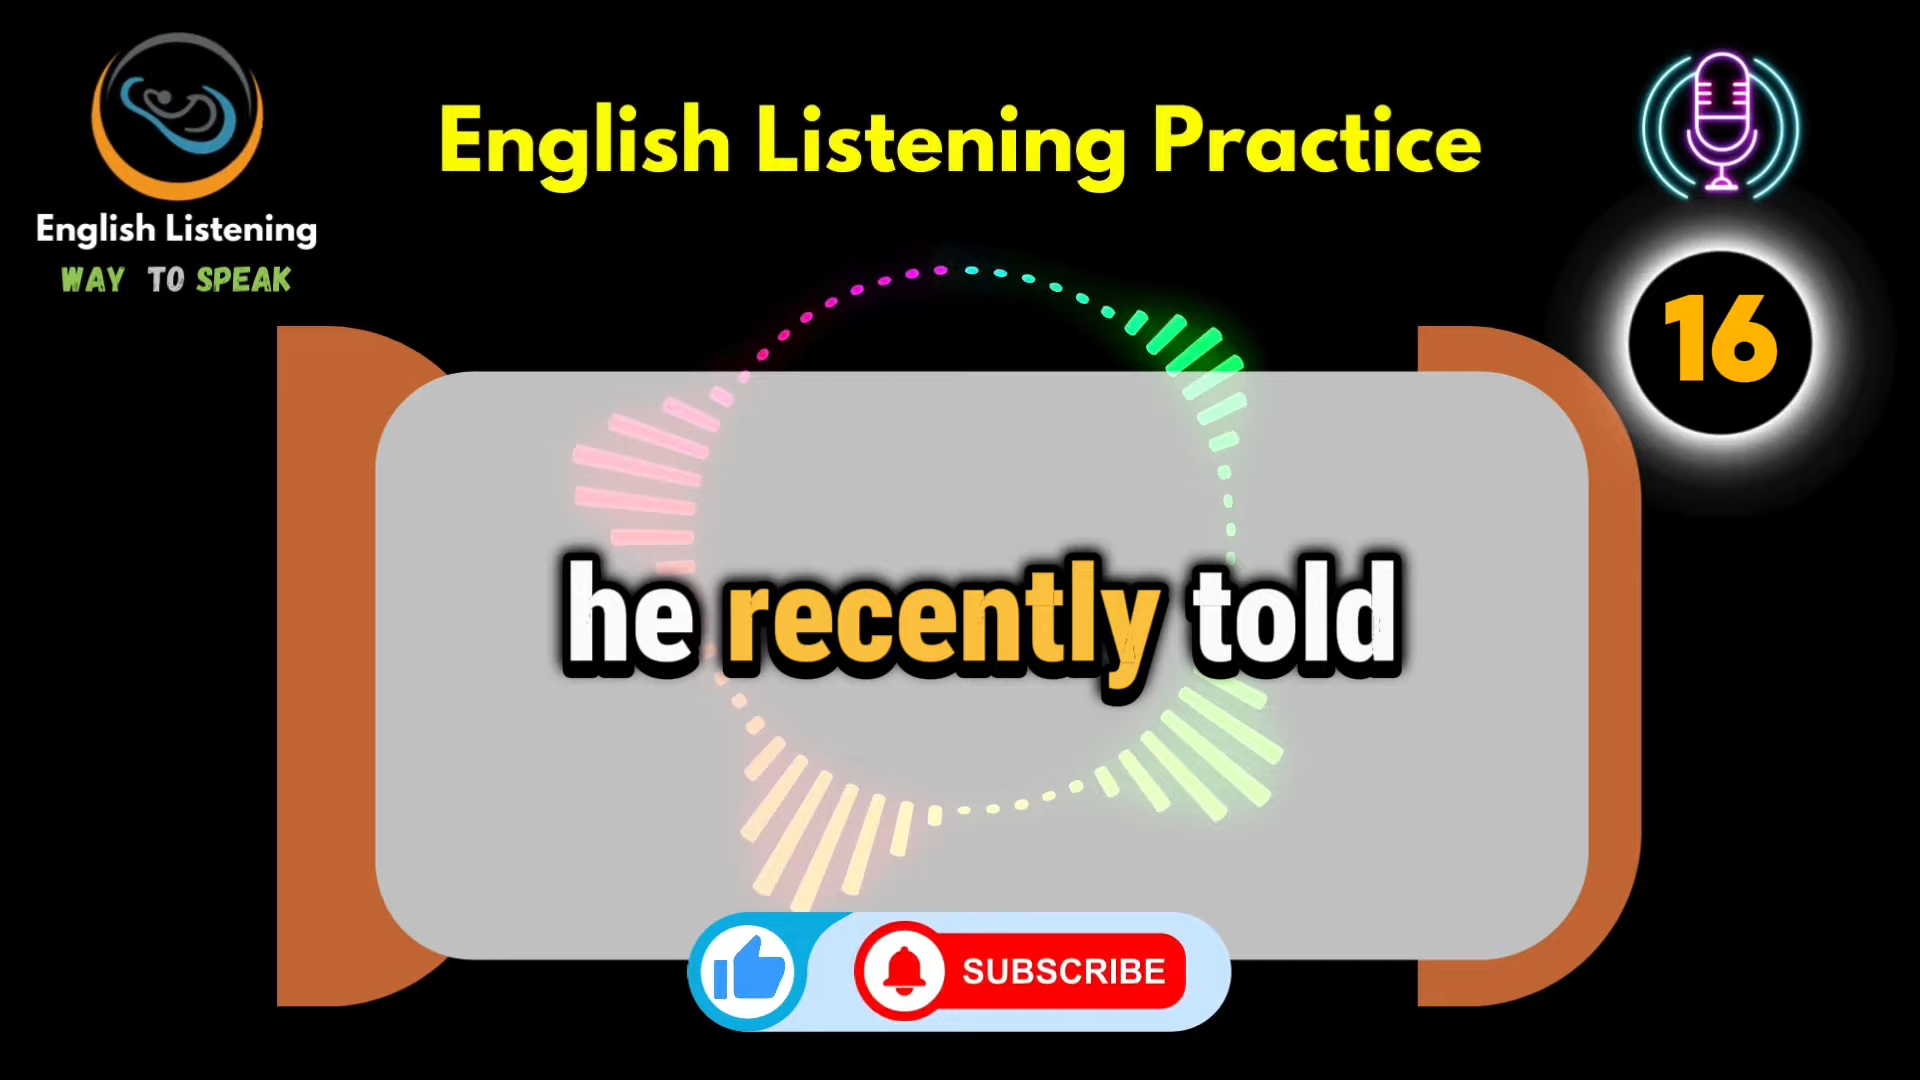 English Listening Practice
English Listening
WAY TO SPEAK
16
he recently told
SUBSCRIBE